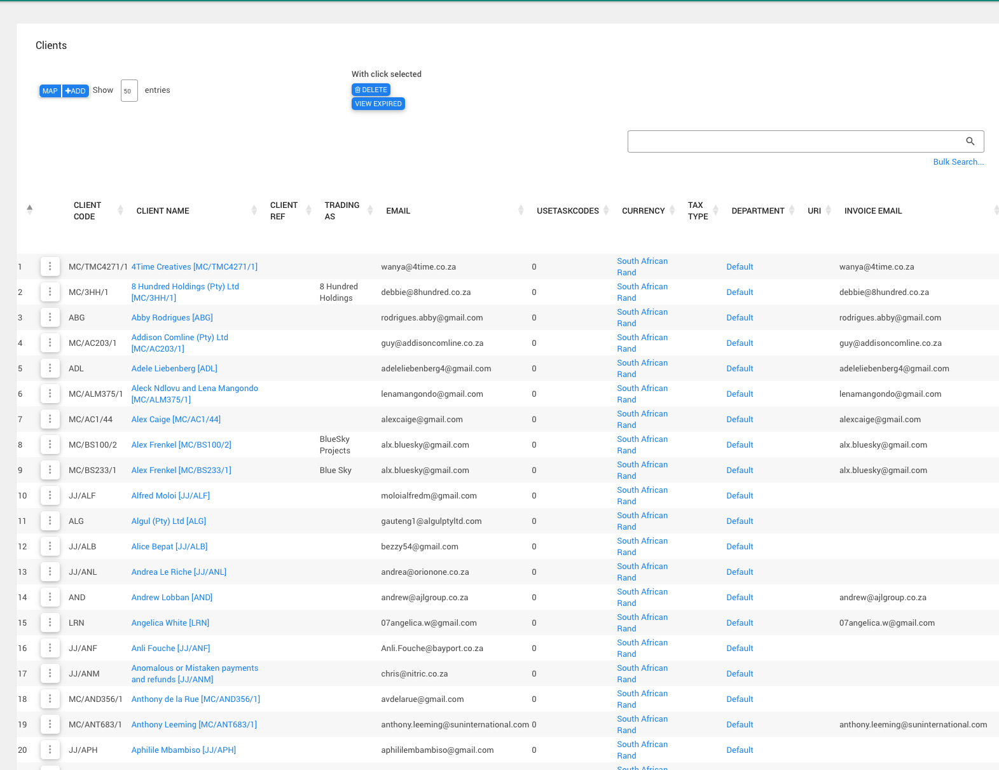 Clients
With click selected
MAP +ADD Show 50 entries
DELETE
VIEW EXPIRED
Bulk Search...
CLIENT CODE CLIENT NAME CLIENT REF TRADING AS EMAIL USETASKCODES CURRENCY TAX TYPE DEPARTMENT URI INVOICE EMAIL
1 MC/TMC4271/1 4Time Creatives [MC/TMC4271/1] wanya@4time.co.za 0 South African Rand Default wanya@4time.co.za
2 MC/3HH/1 8 Hundred Holdings (Pty) Ltd [MC/3HH/1] 8 Hundred Holdings debbie@8hundred.co.za 0 South African Rand Default debbie@8hundred.co.za
3 ABG Abby Rodrigues [ABG] rodrigues.abby@gmail.com 0 South African Rand Default rodrigues.abby@gmail.com
4 MC/AC203/1 Addison Comline (Pty) Ltd [MC/AC203/1] guy@addisoncomline.co.za 0 South African Rand Default guy@addisoncomline.co.za
5 ADL Adele Liebenberg [ADL] adeleliebenberg4@gmail.com 0 South African Rand Default adeleliebenberg4@gmail.com
6 MC/ALM375/1 Aleck Ndlovu and Lena Mangondo [MC/ALM375/1] lenamangondo@gmail.com 0 South African Rand Default lenamangondo@gmail.com
7 MC/AC1/44 Alex Caige [MC/AC1/44] alexcaige@gmail.com 0 South African Rand Default alexcaige@gmail.com
8 MC/BS100/2 Alex Frenkel [MC/BS100/2] BlueSky Projects alx.bluesky@gmail.com 0 South African Rand Default alx.bluesky@gmail.com
9 MC/BS233/1 Alex Frenkel [MC/BS233/1] Blue Sky alx.bluesky@gmail.com 0 South African Rand Default alx.bluesky@gmail.com
10 JJ/ALF Alfred Moloi [JJ/ALF] moloialfredm@gmail.com 0 South African Rand Default
11 ALG Algul (Pty) Ltd [ALG] gauteng1@algulptyltd.com 0 South African Rand Default
12 JJ/ALB Alice Bepat [JJ/ALB] bezzy54@gmail.com 0 South African Rand Default
13 JJ/ANL Andrea Le Riche [JJ/ANL] andrea@orionone.co.za 0 South African Rand Default
14 AND Andrew Lobban [AND] andrew@ajlgroup.co.za 0 South African Rand Default andrew@ajlgroup.co.za
15 LRN Angelica White [LRN] 07angelica.w@gmail.com 0 South African Rand Default 07angelica.w@gmail.com
16 JJ/ANF Anli Fouche [JJ/ANF] Anli.Fouche@bayport.co.za 0 South African Rand Default
17 JJ/ANM Anomalous or Mistaken payments and refunds [JJ/ANM] chris@nitric.co.za 0 South African Rand Default
18 MC/AND356/1 Anthony de la Rue [MC/AND356/1] avdelarue@gmail.com 0 South African Rand Default
19 MC/ANT683/1 Anthony Leeming [MC/ANT683/1] anthony.leeming@suninternational.com 0 South African Rand Default anthony.leeming@suninternational.com
20 JJ/APH Aphilile Mbambiso [JJ/APH] aphililembambiso@gmail.com 0 South African Rand Default
South African